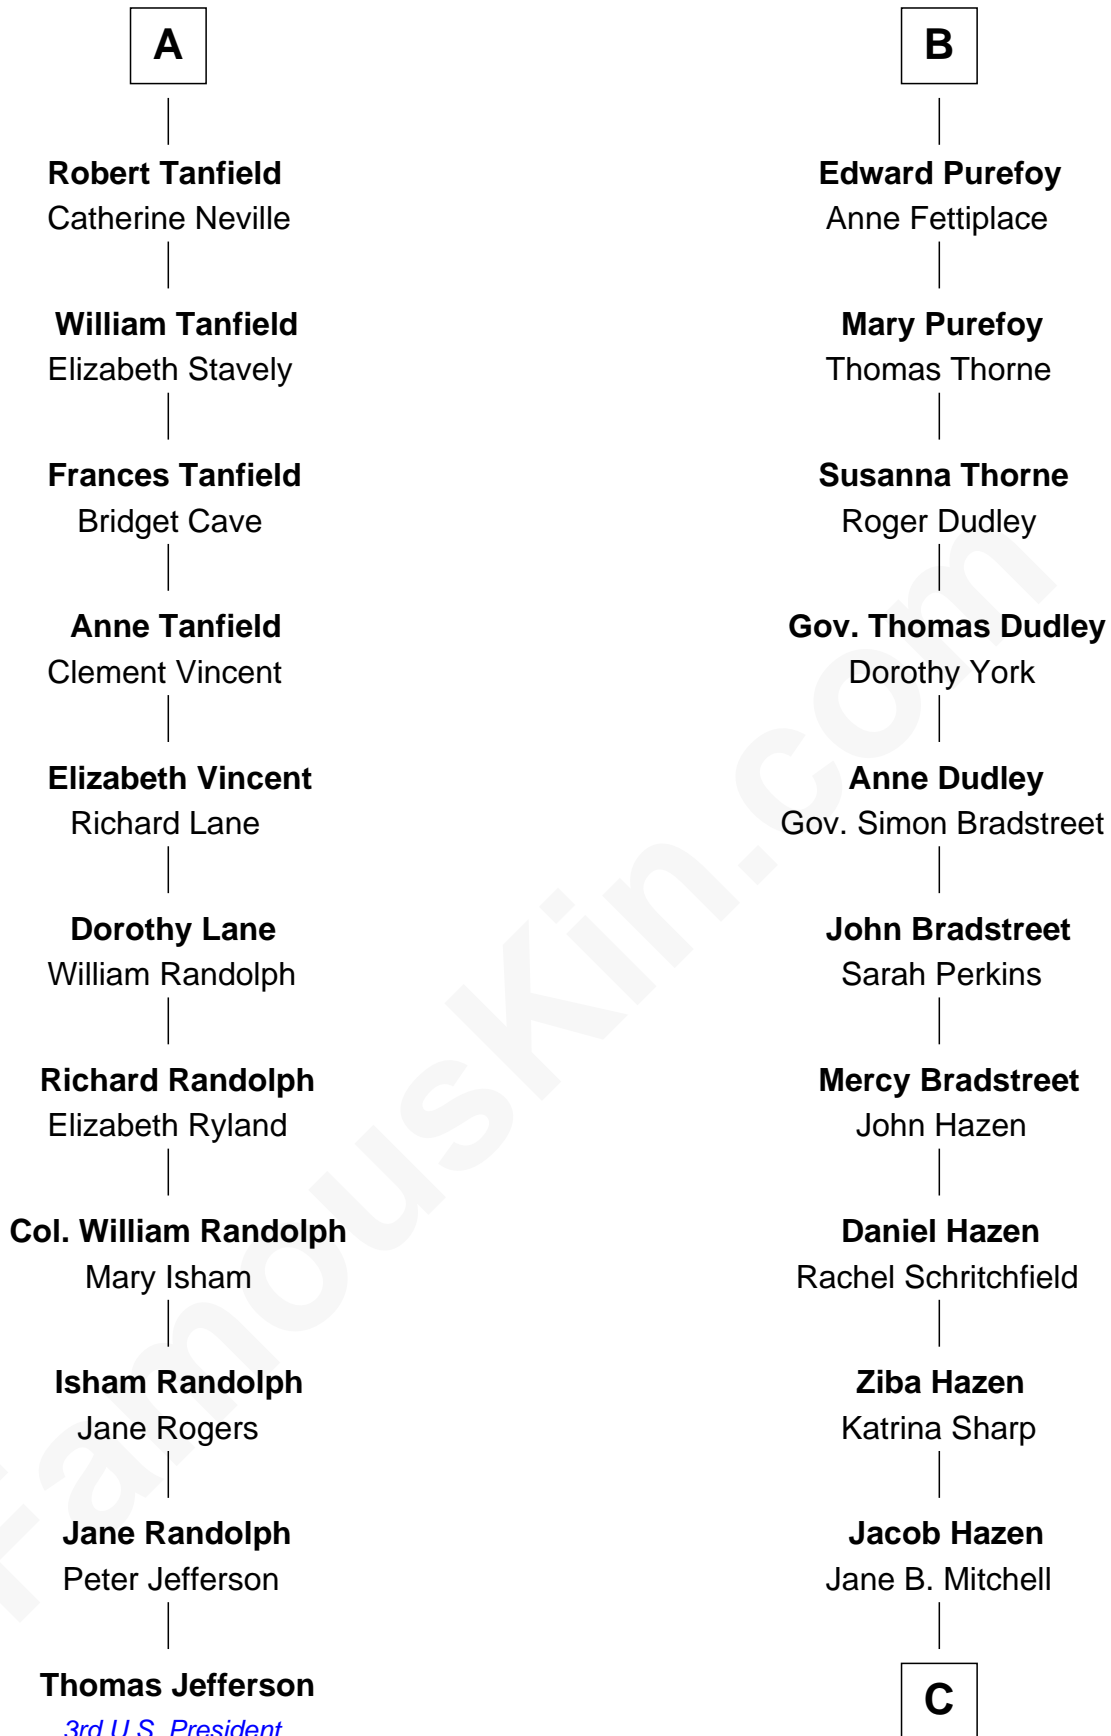 A
Robert Tanfield
Catherine Neville
William Tanfield
Elizabeth Stavely
Frances Tanfield
Bridget Cave
Anne Tanfield
Clement Vincent
Elizabeth Vincent
Richard Lane
Dorothy Lane
William Randolph
Richard Randolph
Elizabeth Ryland
Col. William Randolph
Mary Isham
Isham Randolph
Jane Rogers
Jane Randolph
Peter Jefferson
Thomas Jefferson
3rd U.S. President
B
Edward Purefoy
Anne Fettiplace
Mary Purefoy
Thomas Thorne
Susanna Thorne
Roger Dudley
Gov. Thomas Dudley
Dorothy York
Anne Dudley
Gov. Simon Bradstreet
John Bradstreet
Sarah Perkins
Mercy Bradstreet
John Hazen
Daniel Hazen
Rachel Schritchfield
Ziba Hazen
Katrina Sharp
Jacob Hazen
Jane B. Mitchell
C
FamousKin.com